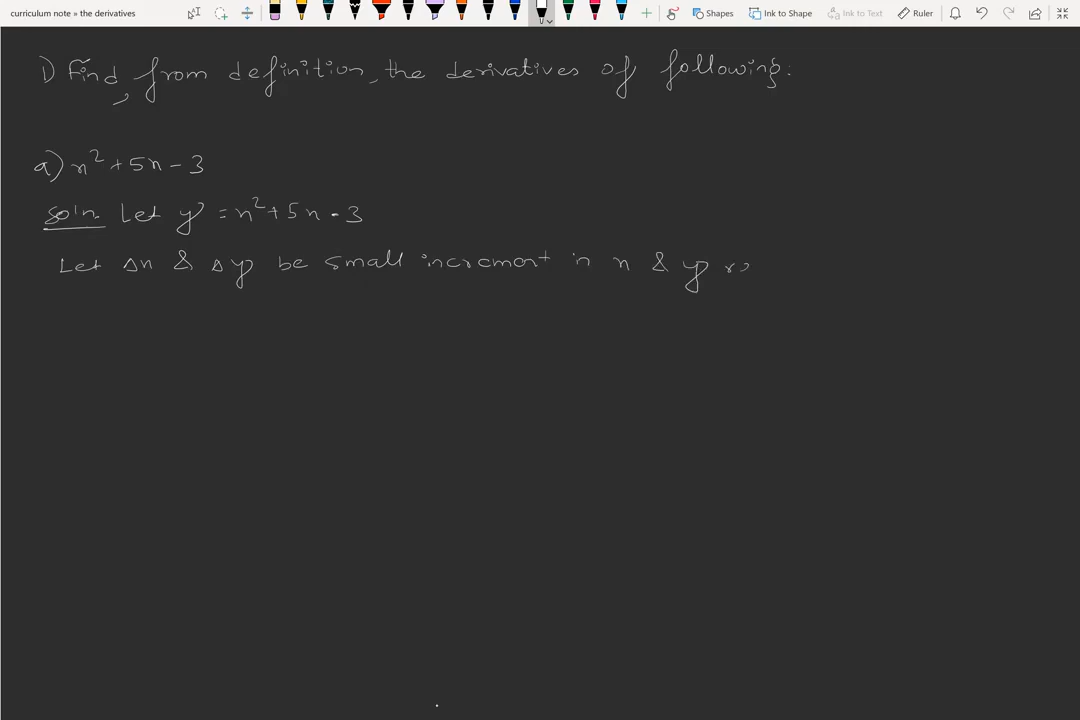 curriculum note » the derivatives
Shapes Ink to Shape Ink to Text Ruler
1) Find, from definition, the derivatives of following:
a) x² + 5x - 3
Soln. Let y = x² + 5x - 3
Let Δx & Δy be small increment in x & y